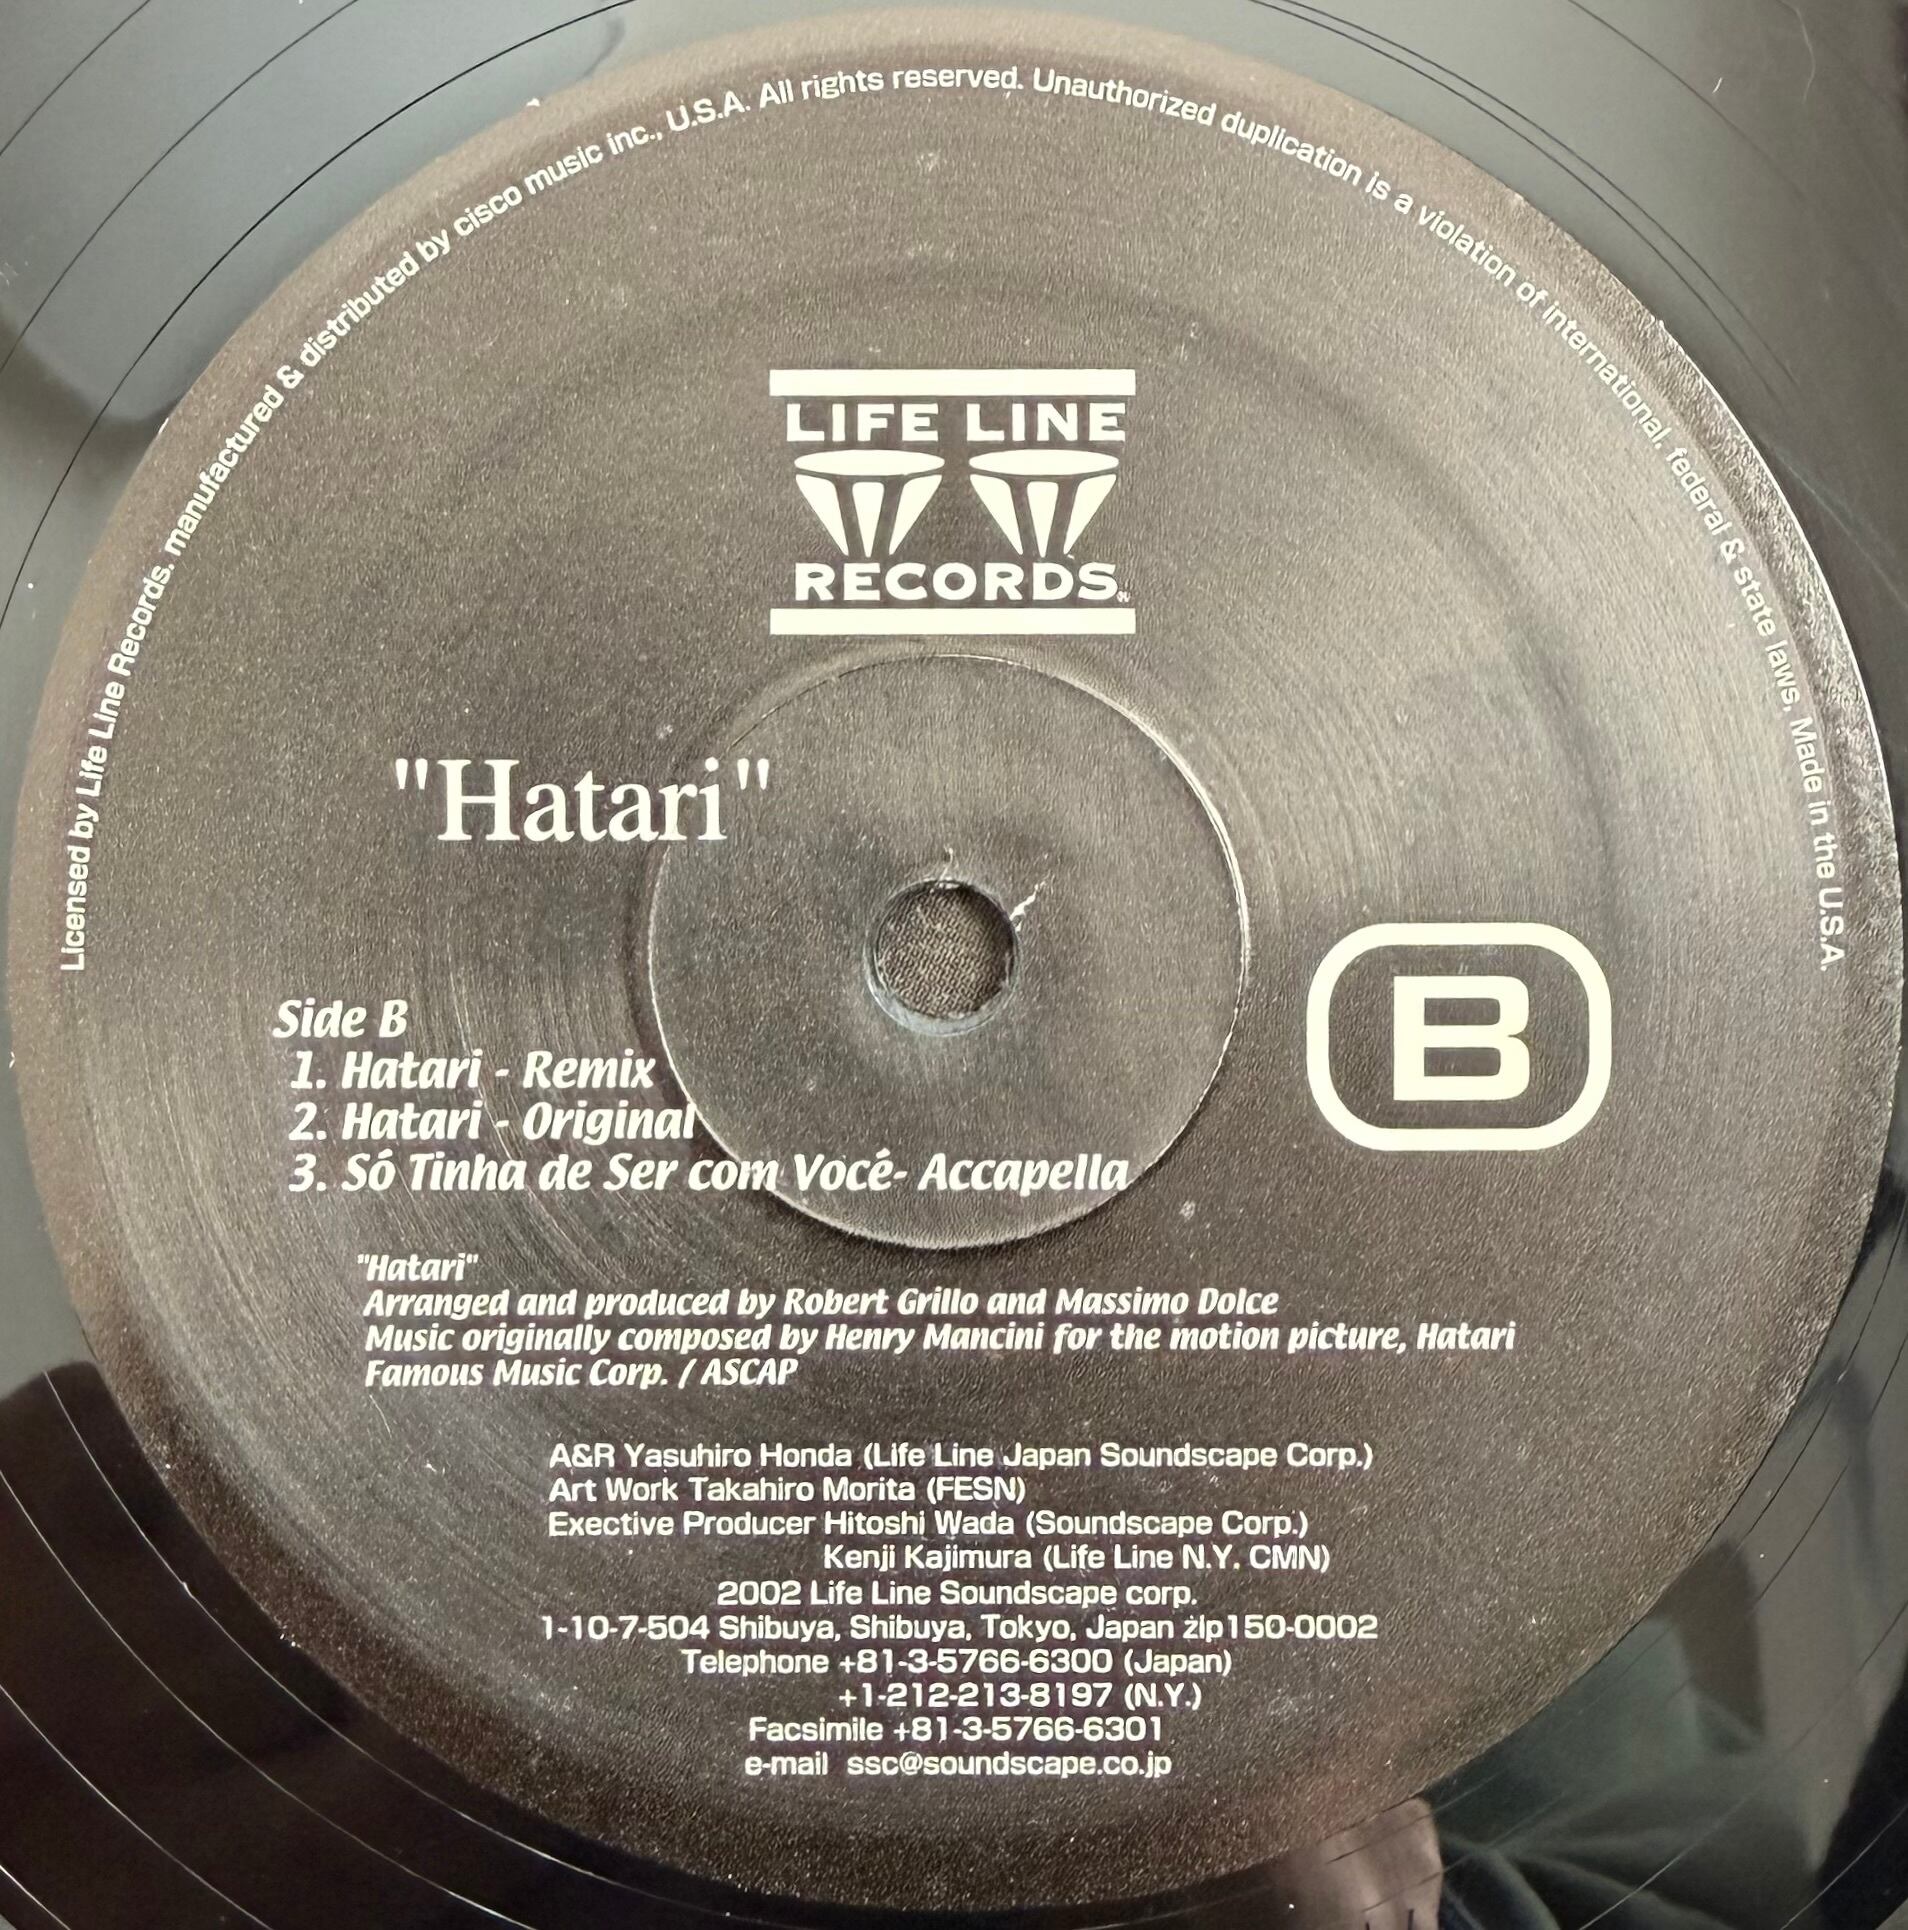 Licensed by Life Line Records. manufactured & distributed by cisco music inc., U.S.A. All rights reserved. Unauthorized duplication is a violation of international, federal & state laws, Made in the U.S.A.
LIFE LINE
RECORDS
"Hatari"
B
Side B
1. Hatari - Remix
2. Hatari - Original
3. Só Tinha de Ser com Vocé- Accapella
"Hatari"
Arranged and produced by Robert Grillo and Massimo Dolce
Music originally composed by Henry Mancini for the motion picture, Hatari
Famous Music Corp. / ASCAP
A&R Yasuhiro Honda (Life Line Japan Soundscape Corp.)
Art Work Takahiro Morita (FESN)
Exective Producer Hitoshi Wada (Soundscape Corp.)
Kenji Kajimura (Life Line N.Y. CMN)
2002 Life Line Soundscape corp.
1-10-7-504 Shibuya, Shibuya, Tokyo, Japan zip150-0002
Telephone +81-3-5766-6300 (Japan)
+1-212-213-8197 (N.Y.)
Facsimile +81-3-5766-6301
e-mail ssc@soundscape.co.jp